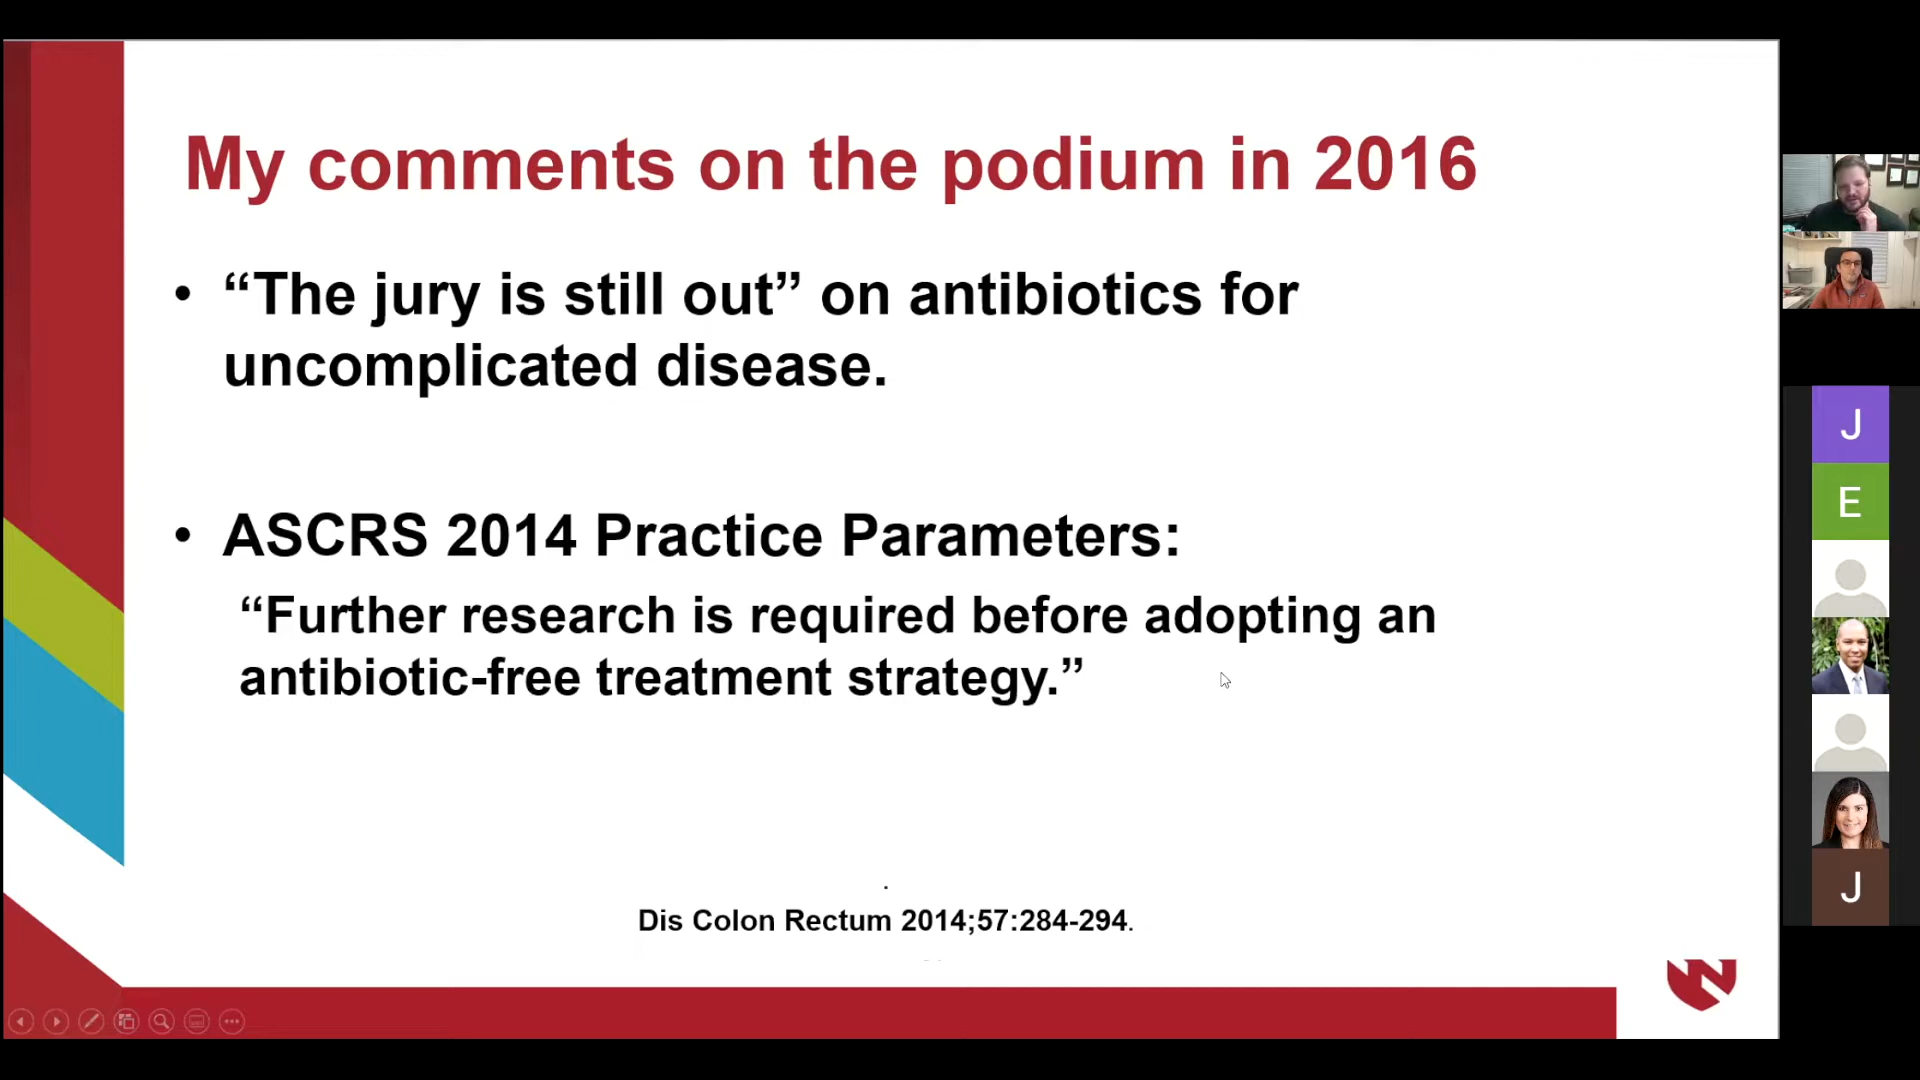 My comments on the podium in 2016
• “The jury is still out” on antibiotics for
uncomplicated disease.
• ASCRS 2014 Practice Parameters:
“Further research is required before adopting an
antibiotic-free treatment strategy.”
.
Dis Colon Rectum 2014;57:284-294.
J
E
J